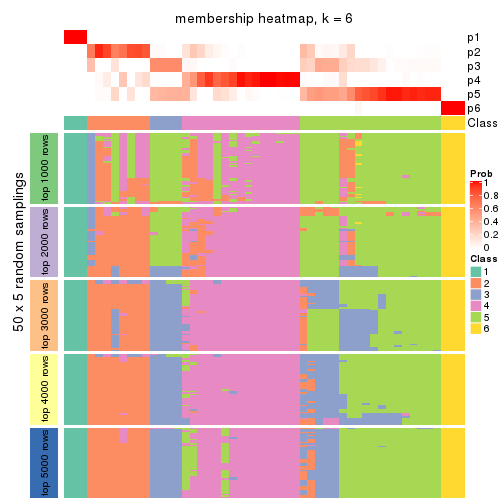 membership heatmap, k = 6
p1
p2
p3
p4
p5
p6
Class
50 x 5 random samplings
top 1000 rows
top 2000 rows
top 3000 rows
top 4000 rows
top 5000 rows
Prob
1
0.8
0.6
0.4
0.2
0
Class
1
2
3
4
5
6